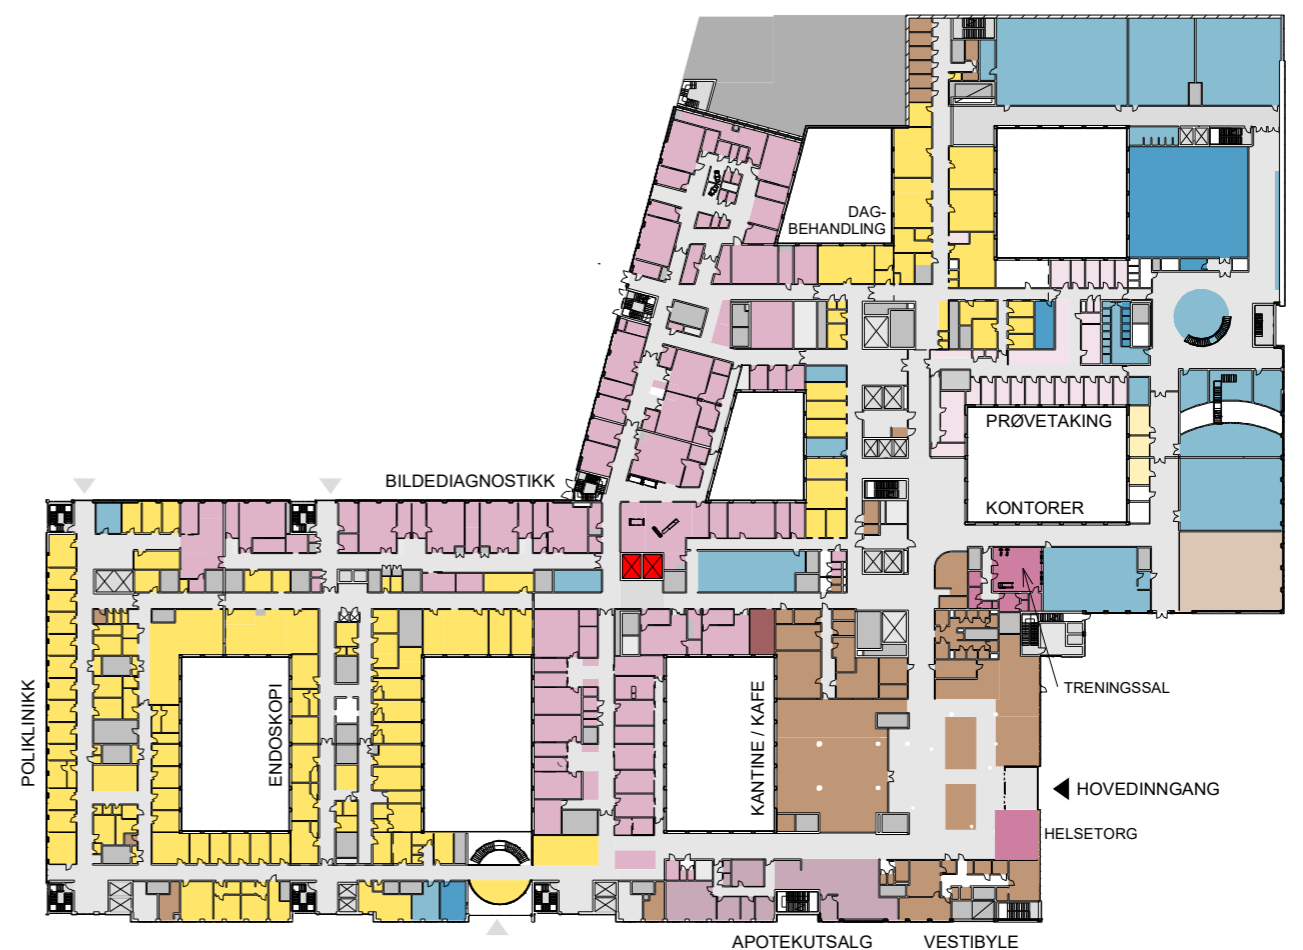 DAG-
BEHANDLING
PRØVETAKING
BILDEDIAGNOSTIKK
KONTORER
TRENINGSSAL
POLIKLINIKK
ENDOSKOPI
KANTINE / KAFE
HOVEDINNGANG
HELSETORG
APOTEKUTSALG
VESTIBYLE